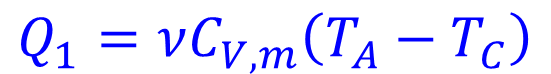 Q₁ = νC_{V,m}(T_A − T_C)